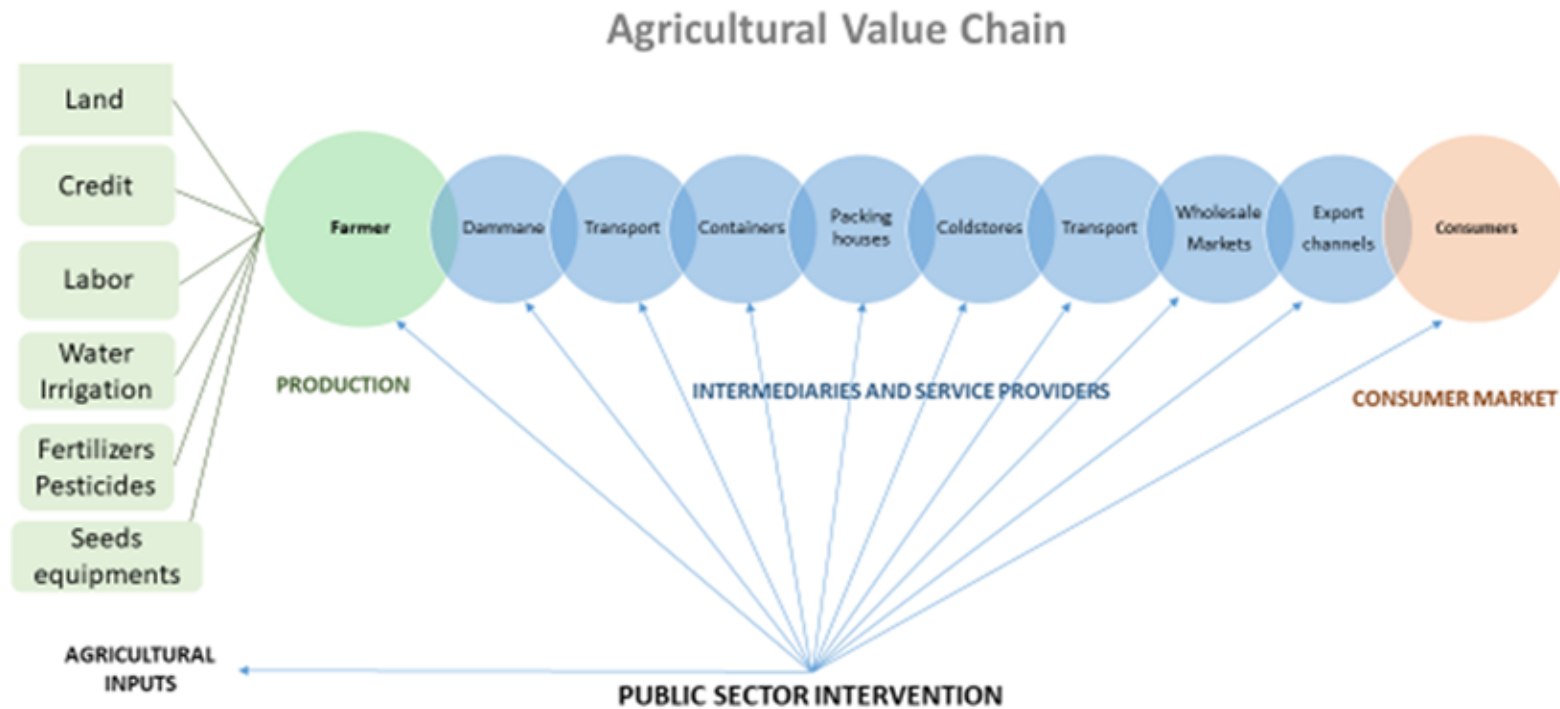 Agricultural Value Chain
Land
Credit
Labor
Water
Irrigation
Fertilizers
Pesticides
Seeds
equipments
Farmer
Dammane
Transport
Containers
Packing
houses
Coldstores
Transport
Wholesale
Markets
Export
channels
Consumers
PRODUCTION
INTERMEDIARIES AND SERVICE PROVIDERS
CONSUMER MARKET
AGRICULTURAL
INPUTS
PUBLIC SECTOR INTERVENTION